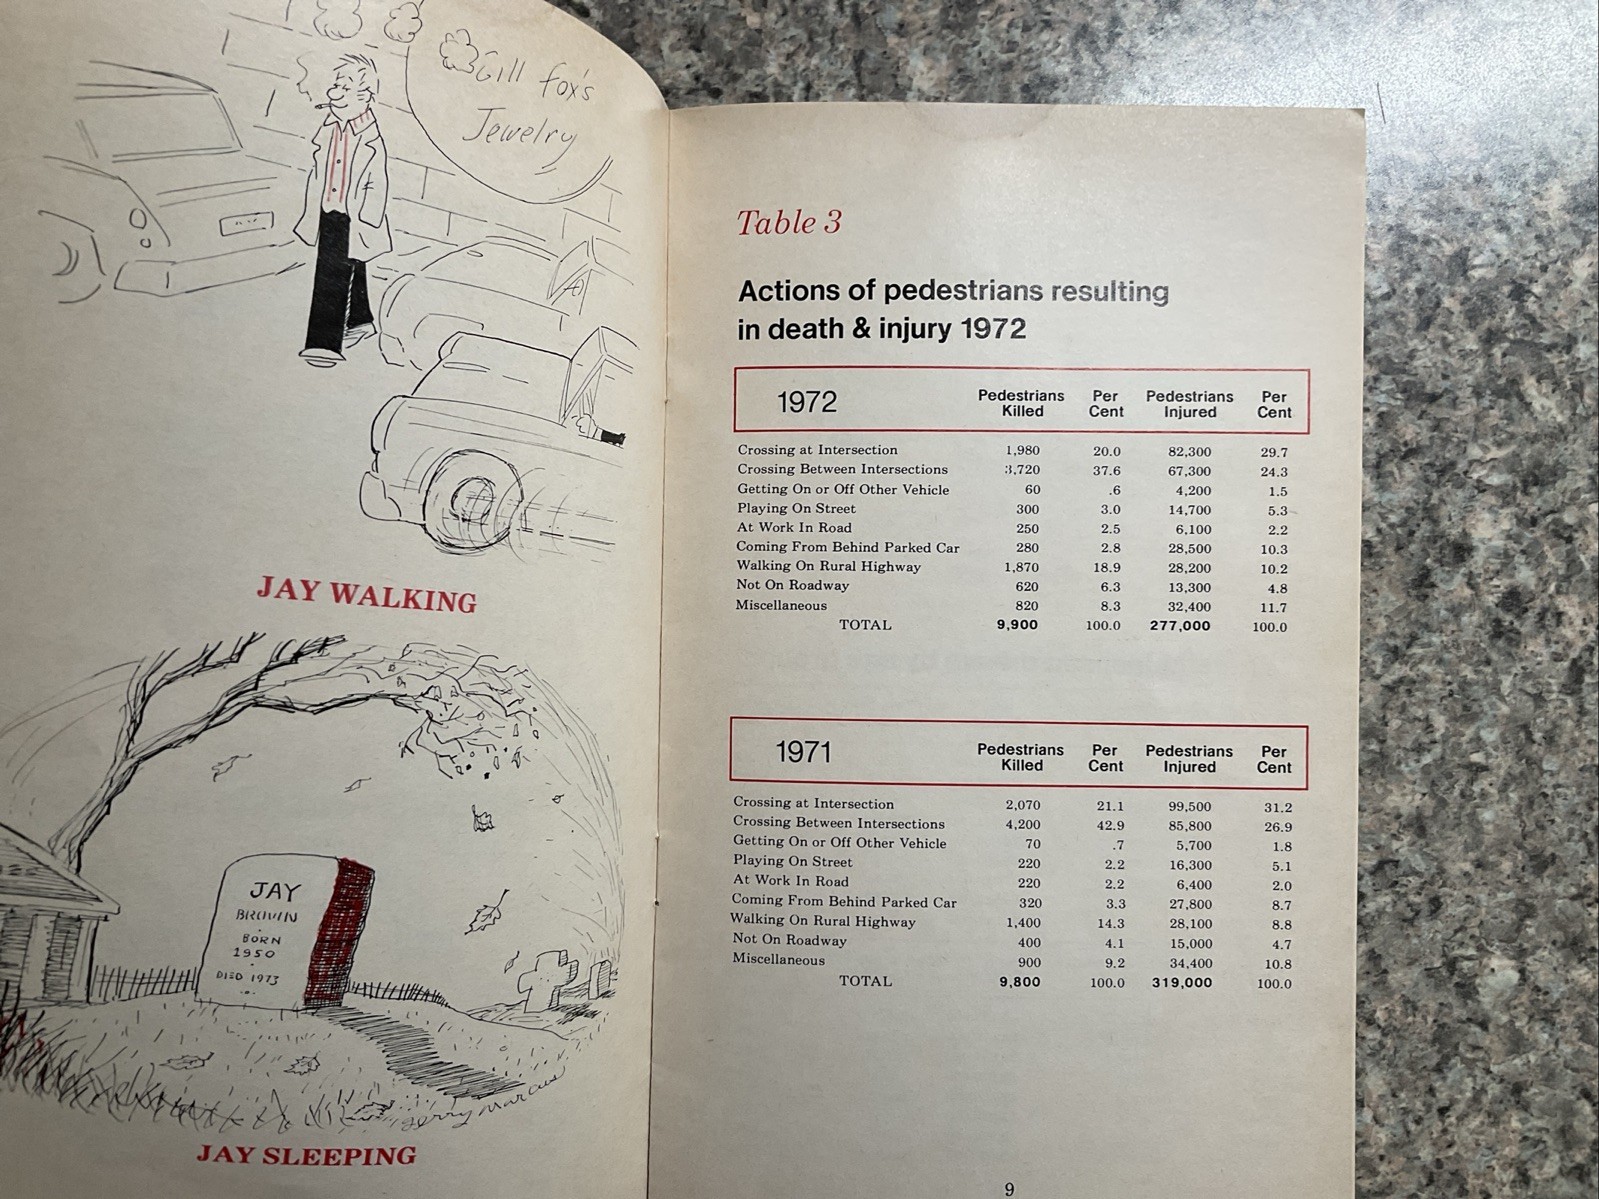 Gill Fox's
Jewelry
JAY WALKING
JAY
BROWN
BORN
1950
DIED 1973
Jerry Marcus
JAY SLEEPING
Table 3
Actions of pedestrians resulting
in death & injury 1972
1972 Pedestrians Killed Per Cent Pedestrians Injured Per Cent
Crossing at Intersection 1,980 20.0 82,300 29.7
Crossing Between Intersections 3,720 37.6 67,300 24.3
Getting On or Off Other Vehicle 60 .6 4,200 1.5
Playing On Street 300 3.0 14,700 5.3
At Work In Road 250 2.5 6,100 2.2
Coming From Behind Parked Car 280 2.8 28,500 10.3
Walking On Rural Highway 1,870 18.9 28,200 10.2
Not On Roadway 620 6.3 13,300 4.8
Miscellaneous 820 8.3 32,400 11.7
TOTAL 9,900 100.0 277,000 100.0
1971 Pedestrians Killed Per Cent Pedestrians Injured Per Cent
Crossing at Intersection 2,070 21.1 99,500 31.2
Crossing Between Intersections 4,200 42.9 85,800 26.9
Getting On or Off Other Vehicle 70 .7 5,700 1.8
Playing On Street 220 2.2 16,300 5.1
At Work In Road 220 2.2 6,400 2.0
Coming From Behind Parked Car 320 3.3 27,800 8.7
Walking On Rural Highway 1,400 14.3 28,100 8.8
Not On Roadway 400 4.1 15,000 4.7
Miscellaneous 900 9.2 34,400 10.8
TOTAL 9,800 100.0 319,000 100.0
9